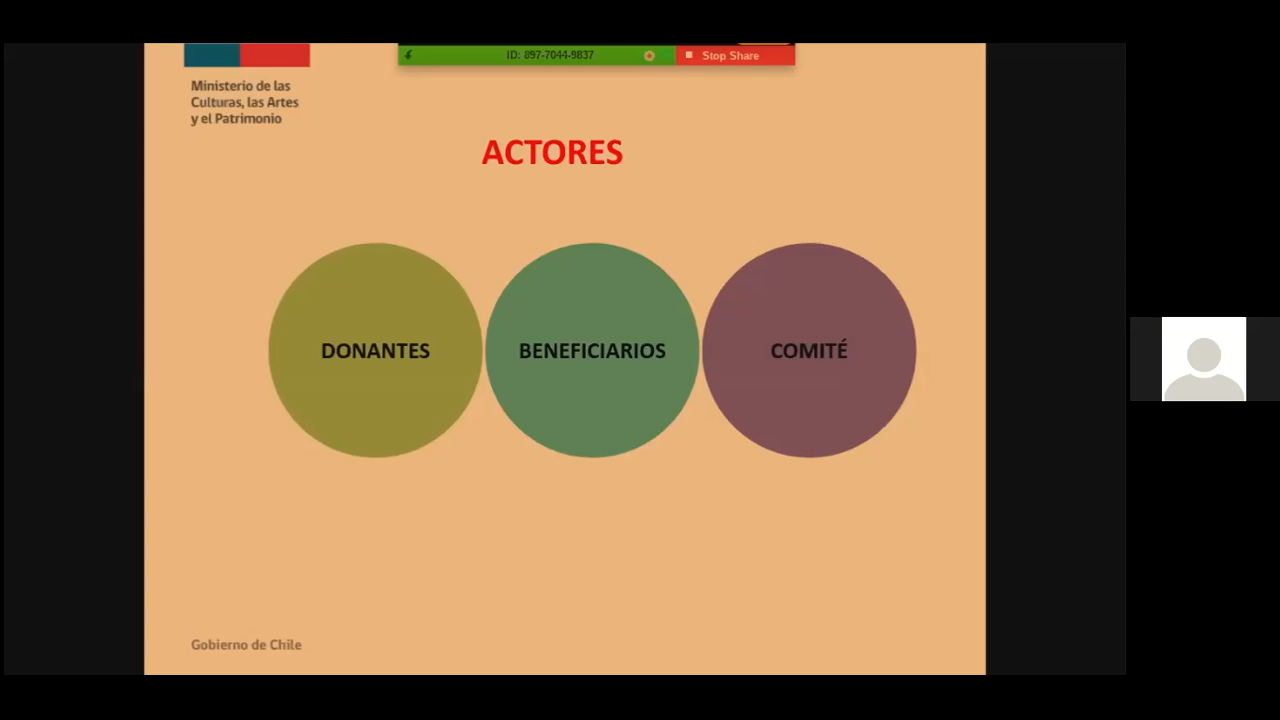 ID: 897-7044-9837
Stop Share
Ministerio de las
Culturas, las Artes
y el Patrimonio
ACTORES
DONANTES
BENEFICIARIOS
COMITÉ
Gobierno de Chile